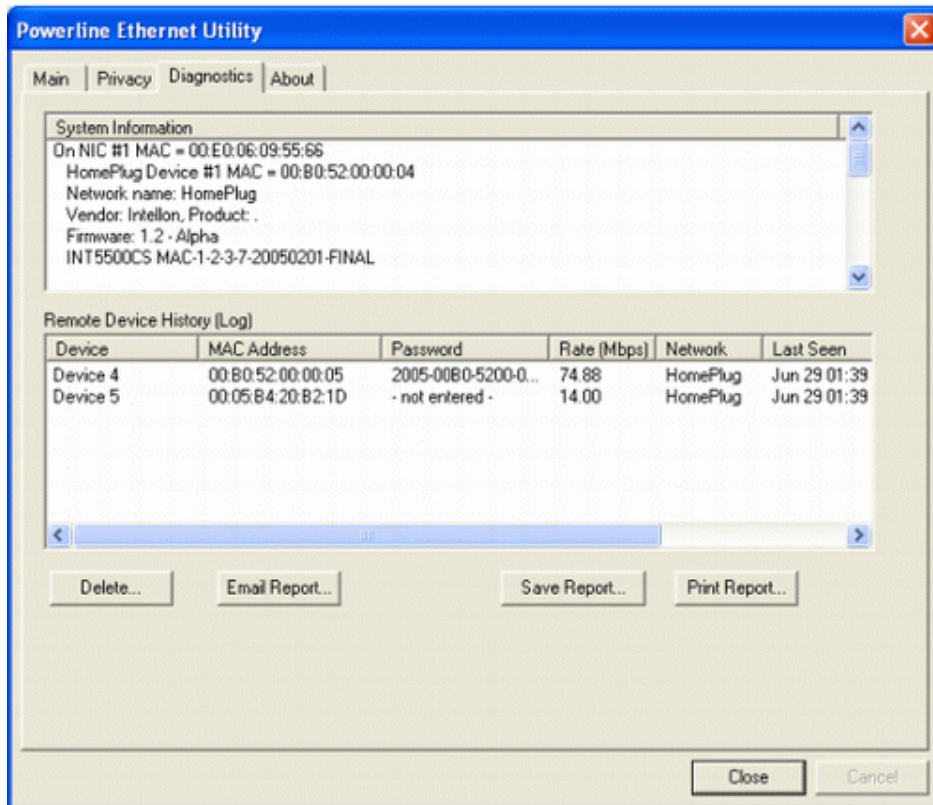 Powerline Ethernet Utility
Main Privacy Diagnostics About
System Information
On NIC #1 MAC = 00:E0:06:09:55:66
HomePlug Device #1 MAC = 00:B0:52:00:00:04
Network name: HomePlug
Vendor: Intellon, Product: .
Firmware: 1.2 - Alpha
INT5500CS MAC-1-2-3-7-20050201-FINAL
Remote Device History (Log)
Device MAC Address Password Rate (Mbps) Network Last Seen
Device 4 00:B0:52:00:00:05 2005-00B0-5200-0... 74.88 HomePlug Jun 29 01:39
Device 5 00:05:B4:20:B2:1D - not entered - 14.00 HomePlug Jun 29 01:39
Delete... Email Report... Save Report... Print Report...
Close Cancel